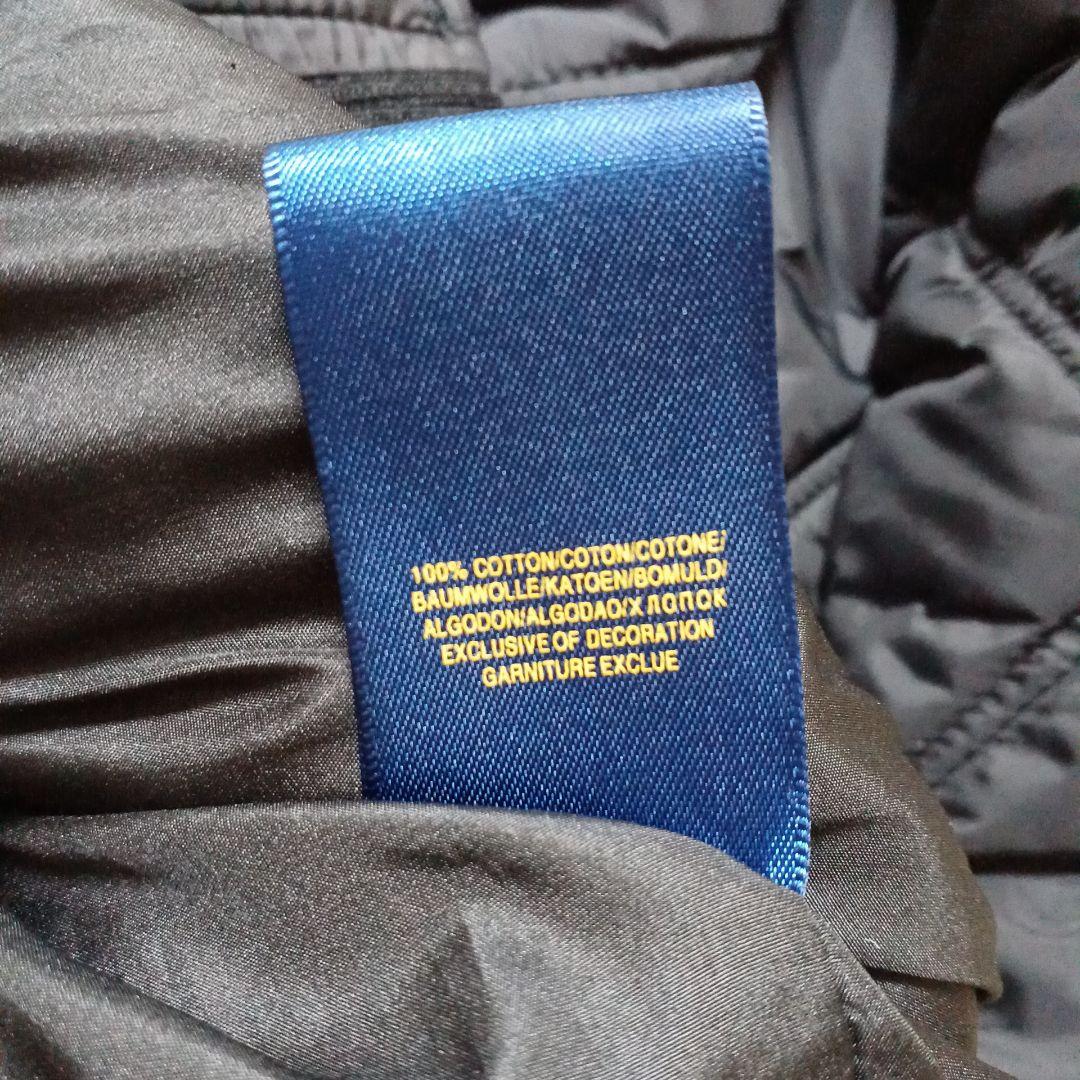 100% COTTON/COTON/COTONE/
BAUMWOLLE/KATOEN/BOMULD/
ALGODON/ALGODAO/Х ЛОПОК
EXCLUSIVE OF DECORATION
GARNITURE EXCLUE